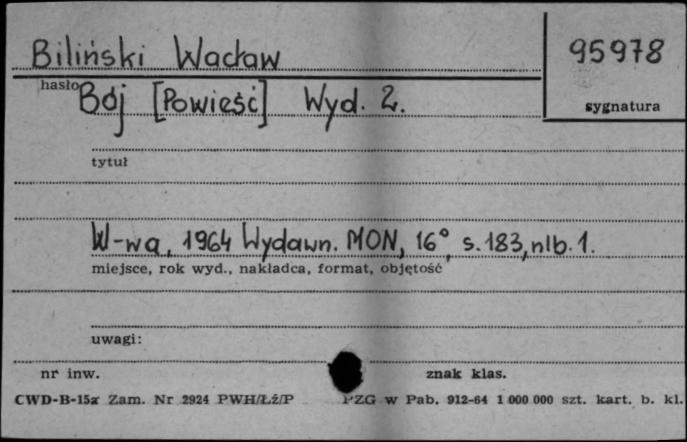 Biliński Wacław
95978
hasło
sygnatura
Bój [Powieść] Wyd. 2.
tytuł
W-wa, 1964 Wydawn. MON, 16°, s. 183, nlb. 1.
miejsce, rok wyd., nakładca, format, objętość
uwagi:
nr inw.
znak klas.
CWD-B-15a Zam. Nr 2924 PWH/Łź/P PZG w Pab. 912-64 1 000 000 szt. kart. b. kl.